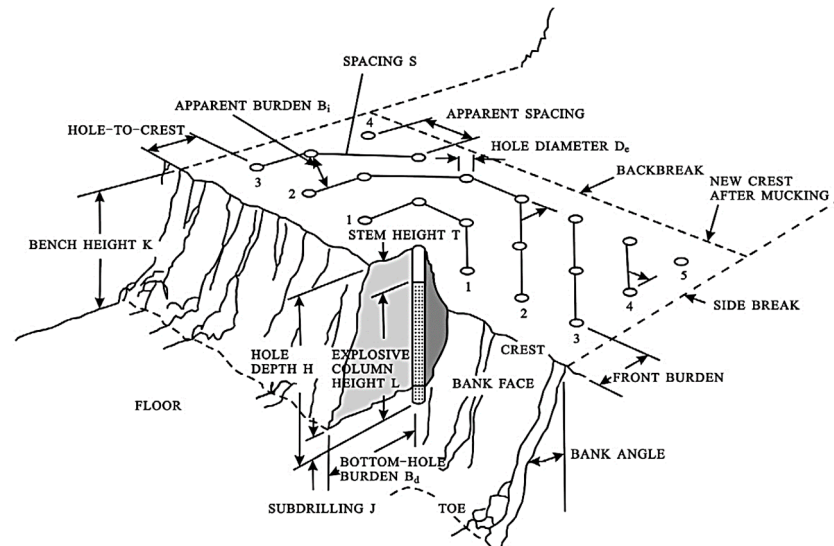 SPACING S
APPARENT BURDEN Bi
4
APPARENT SPACING
HOLE-TO-CREST
HOLE DIAMETER De
3
2
BACKBREAK
NEW CREST
AFTER MUCKING
1
BENCH HEIGHT K
STEM HEIGHT T
1
2
3
4
5
SIDE BREAK
HOLE
DEPTH H
EXPLOSIVE
COLUMN
HEIGHT L
CREST
BANK FACE
FRONT BURDEN
FLOOR
BOTTOM-HOLE
BURDEN Bd
BANK ANGLE
SUBDRILLING J
TOE